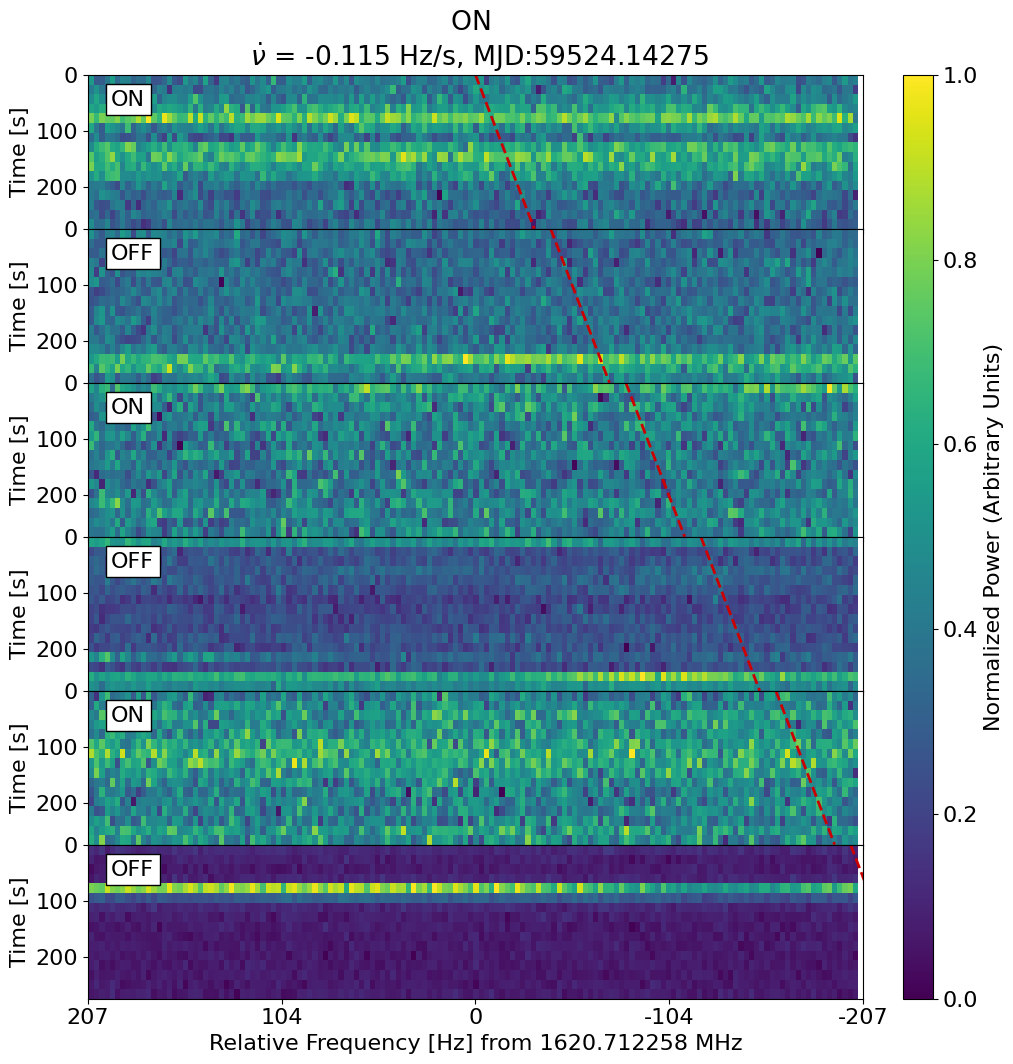 ON
ν̇ = -0.115 Hz/s, MJD:59524.14275
0
100
200
Time [s]
ON
0
100
200
Time [s]
OFF
0
100
200
Time [s]
ON
0
100
200
Time [s]
OFF
0
100
200
Time [s]
ON
0
100
200
Time [s]
OFF
207 104 0 -104 -207
Relative Frequency [Hz] from 1620.712258 MHz
1.0
0.8
0.6
0.4
0.2
0.0
Normalized Power (Arbitrary Units)